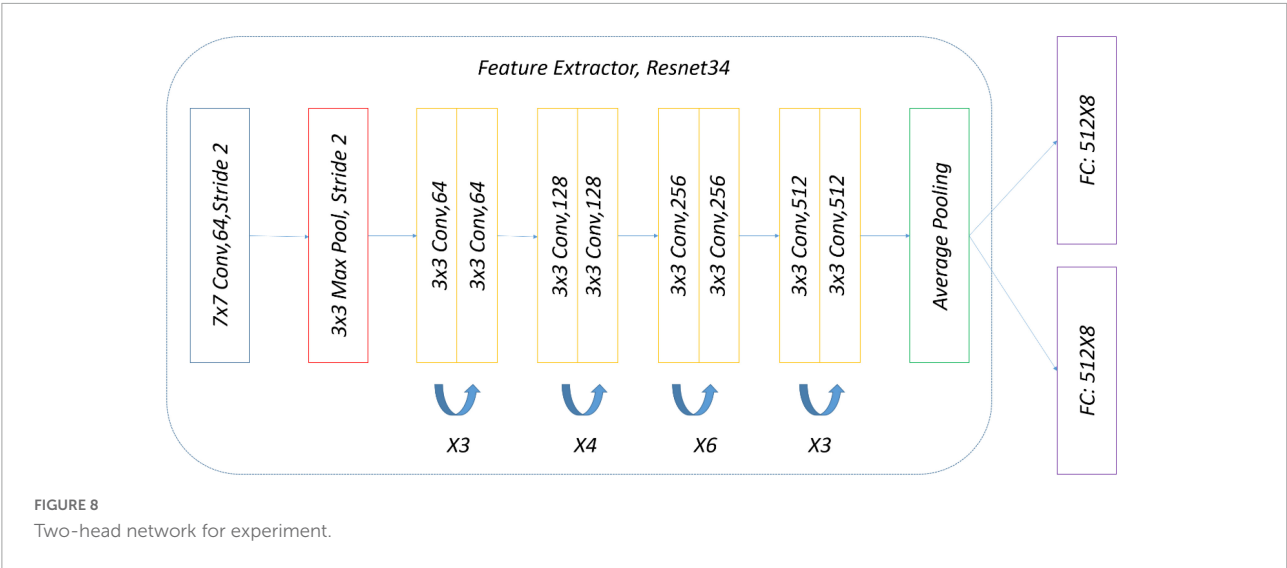 Feature Extractor, Resnet34
7x7 Conv,64,Stride 2
3x3 Max Pool, Stride 2
3x3 Conv,64
3x3 Conv,64
3x3 Conv,128
3x3 Conv,128
3x3 Conv,256
3x3 Conv,256
3x3 Conv,512
3x3 Conv,512
Average Pooling
FC: 512X8
FC: 512X8
X3
X4
X6
X3
FIGURE 8
Two-head network for experiment.